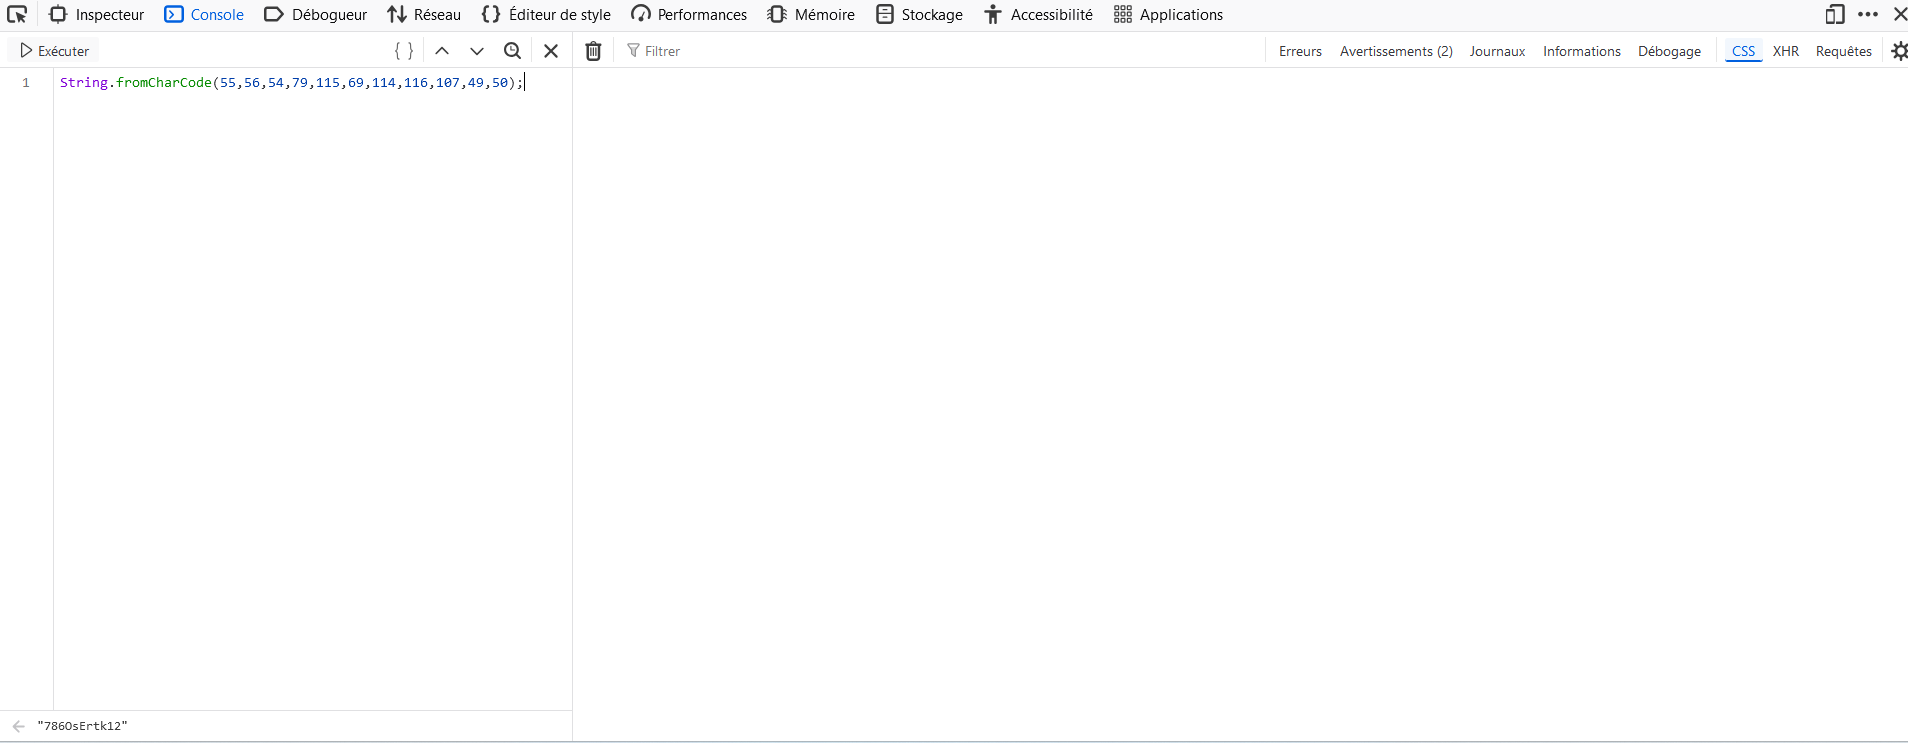 Inspecteur Console Débogueur Réseau Éditeur de style Performances Mémoire Stockage Accessibilité Applications
Exécuter { } Filtrer Erreurs Avertissements (2) Journaux Informations Débogage CSS XHR Requêtes
1 String.fromCharCode(55,56,54,79,115,69,114,116,107,49,50);
"786OsErtk12"